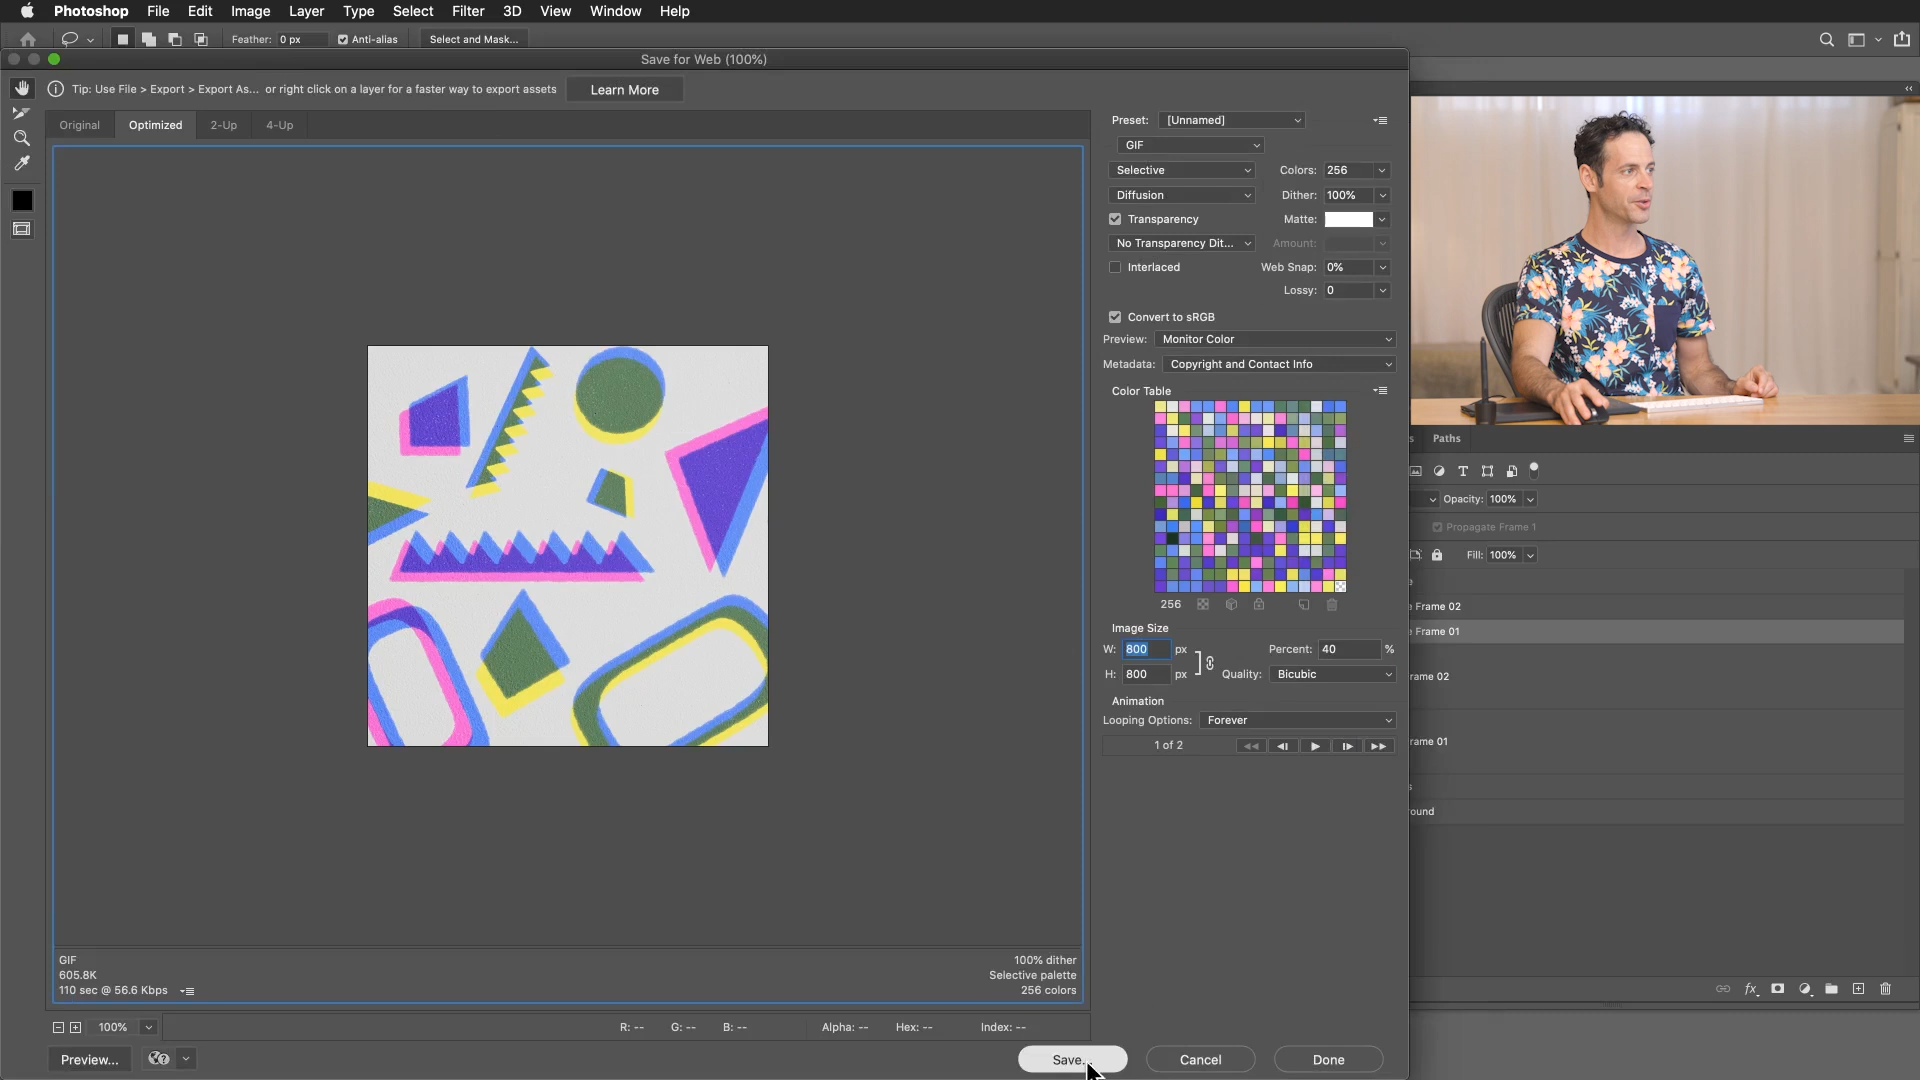 Photoshop File Edit Image Layer Type Select Filter 3D View Window Help
Feather: 0 px Anti-alias Select and Mask...
Save for Web (100%)
Tip: Use File > Export > Export As... or right click on a layer for a faster way to export assets Learn More
Original Optimized 2-Up 4-Up
Preset: [Unnamed]
GIF
Selective Colors: 256
Diffusion Dither: 100%
Transparency Matte:
No Transparency Dit... Amount:
Interlaced Web Snap: 0%
Lossy: 0
Convert to sRGB
Preview: Monitor Color
Metadata: Copyright and Contact Info
Color Table
256
Image Size
W: 800 px Percent: 40 %
H: 800 px Quality: Bicubic
Animation
Looping Options: Forever
1 of 2
s Paths
Opacity: 100%
Propagate Frame 1
Fill: 100%
e
e Frame 02
e Frame 01
rame 02
rame 01
s
ound
GIF
605.8K
110 sec @ 56.6 Kbps
100% dither
Selective palette
256 colors
100% R: -- G: -- B: -- Alpha: -- Hex: -- Index: --
Preview... Save... Cancel Done